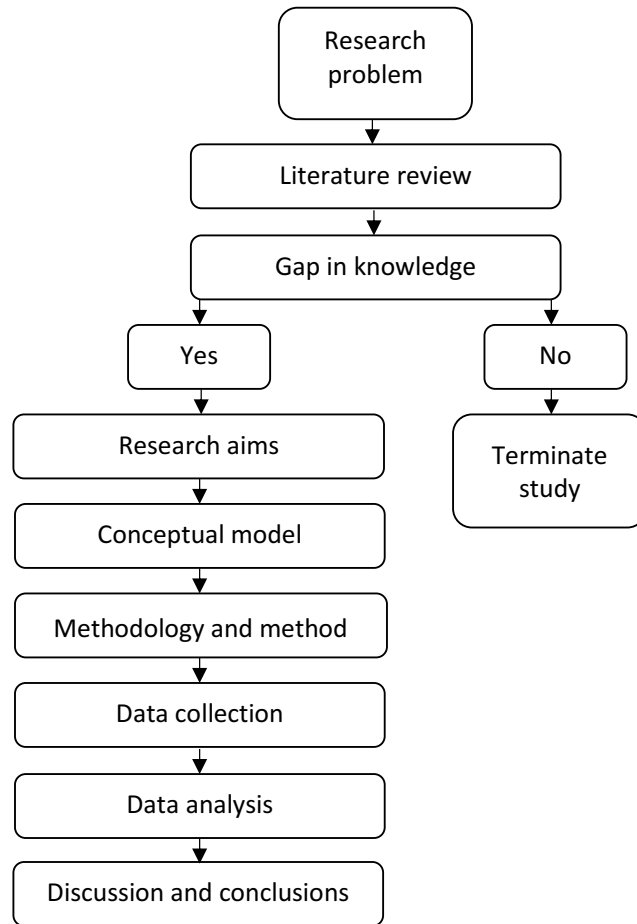 Research
problem
Literature review
Gap in knowledge
Yes
No
Research aims
Terminate
study
Conceptual model
Methodology and method
Data collection
Data analysis
Discussion and conclusions